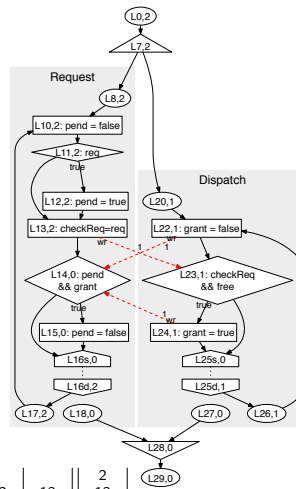 L0,2
L7,2
Request
L8,2
L10,2: pend = false
L11,2: req
true
L12,2: pend = true
L13,2: checkReq=req
wr
1
L14,0: pend
&& grant
true
L15,0: pend = false
L16s,0
L16d,2
L17,2
L18,0
Dispatch
L20,1
L22,1: grant = false
wr
L23,1: checkReq
&& free
true
1
wr
L24,1: grant = true
L25s,0
L25d,1
L26,1
L27,0
L28,0
L29,0
2